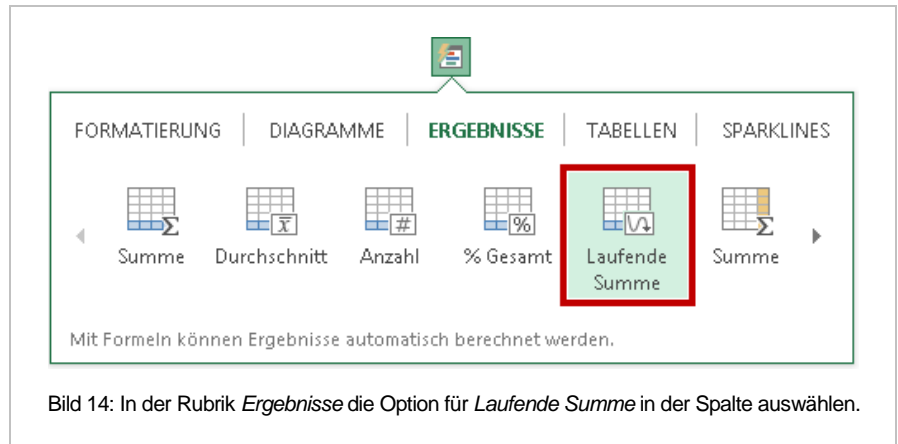 FORMATIERUNG DIAGRAMME ERGEBNISSE TABELLEN SPARKLINES
Σ x̅ # % Σ
Summe Durchschnitt Anzahl % Gesamt Laufende Summe
Summe
Mit Formeln können Ergebnisse automatisch berechnet werden.
Bild 14: In der Rubrik Ergebnisse die Option für Laufende Summe in der Spalte auswählen.